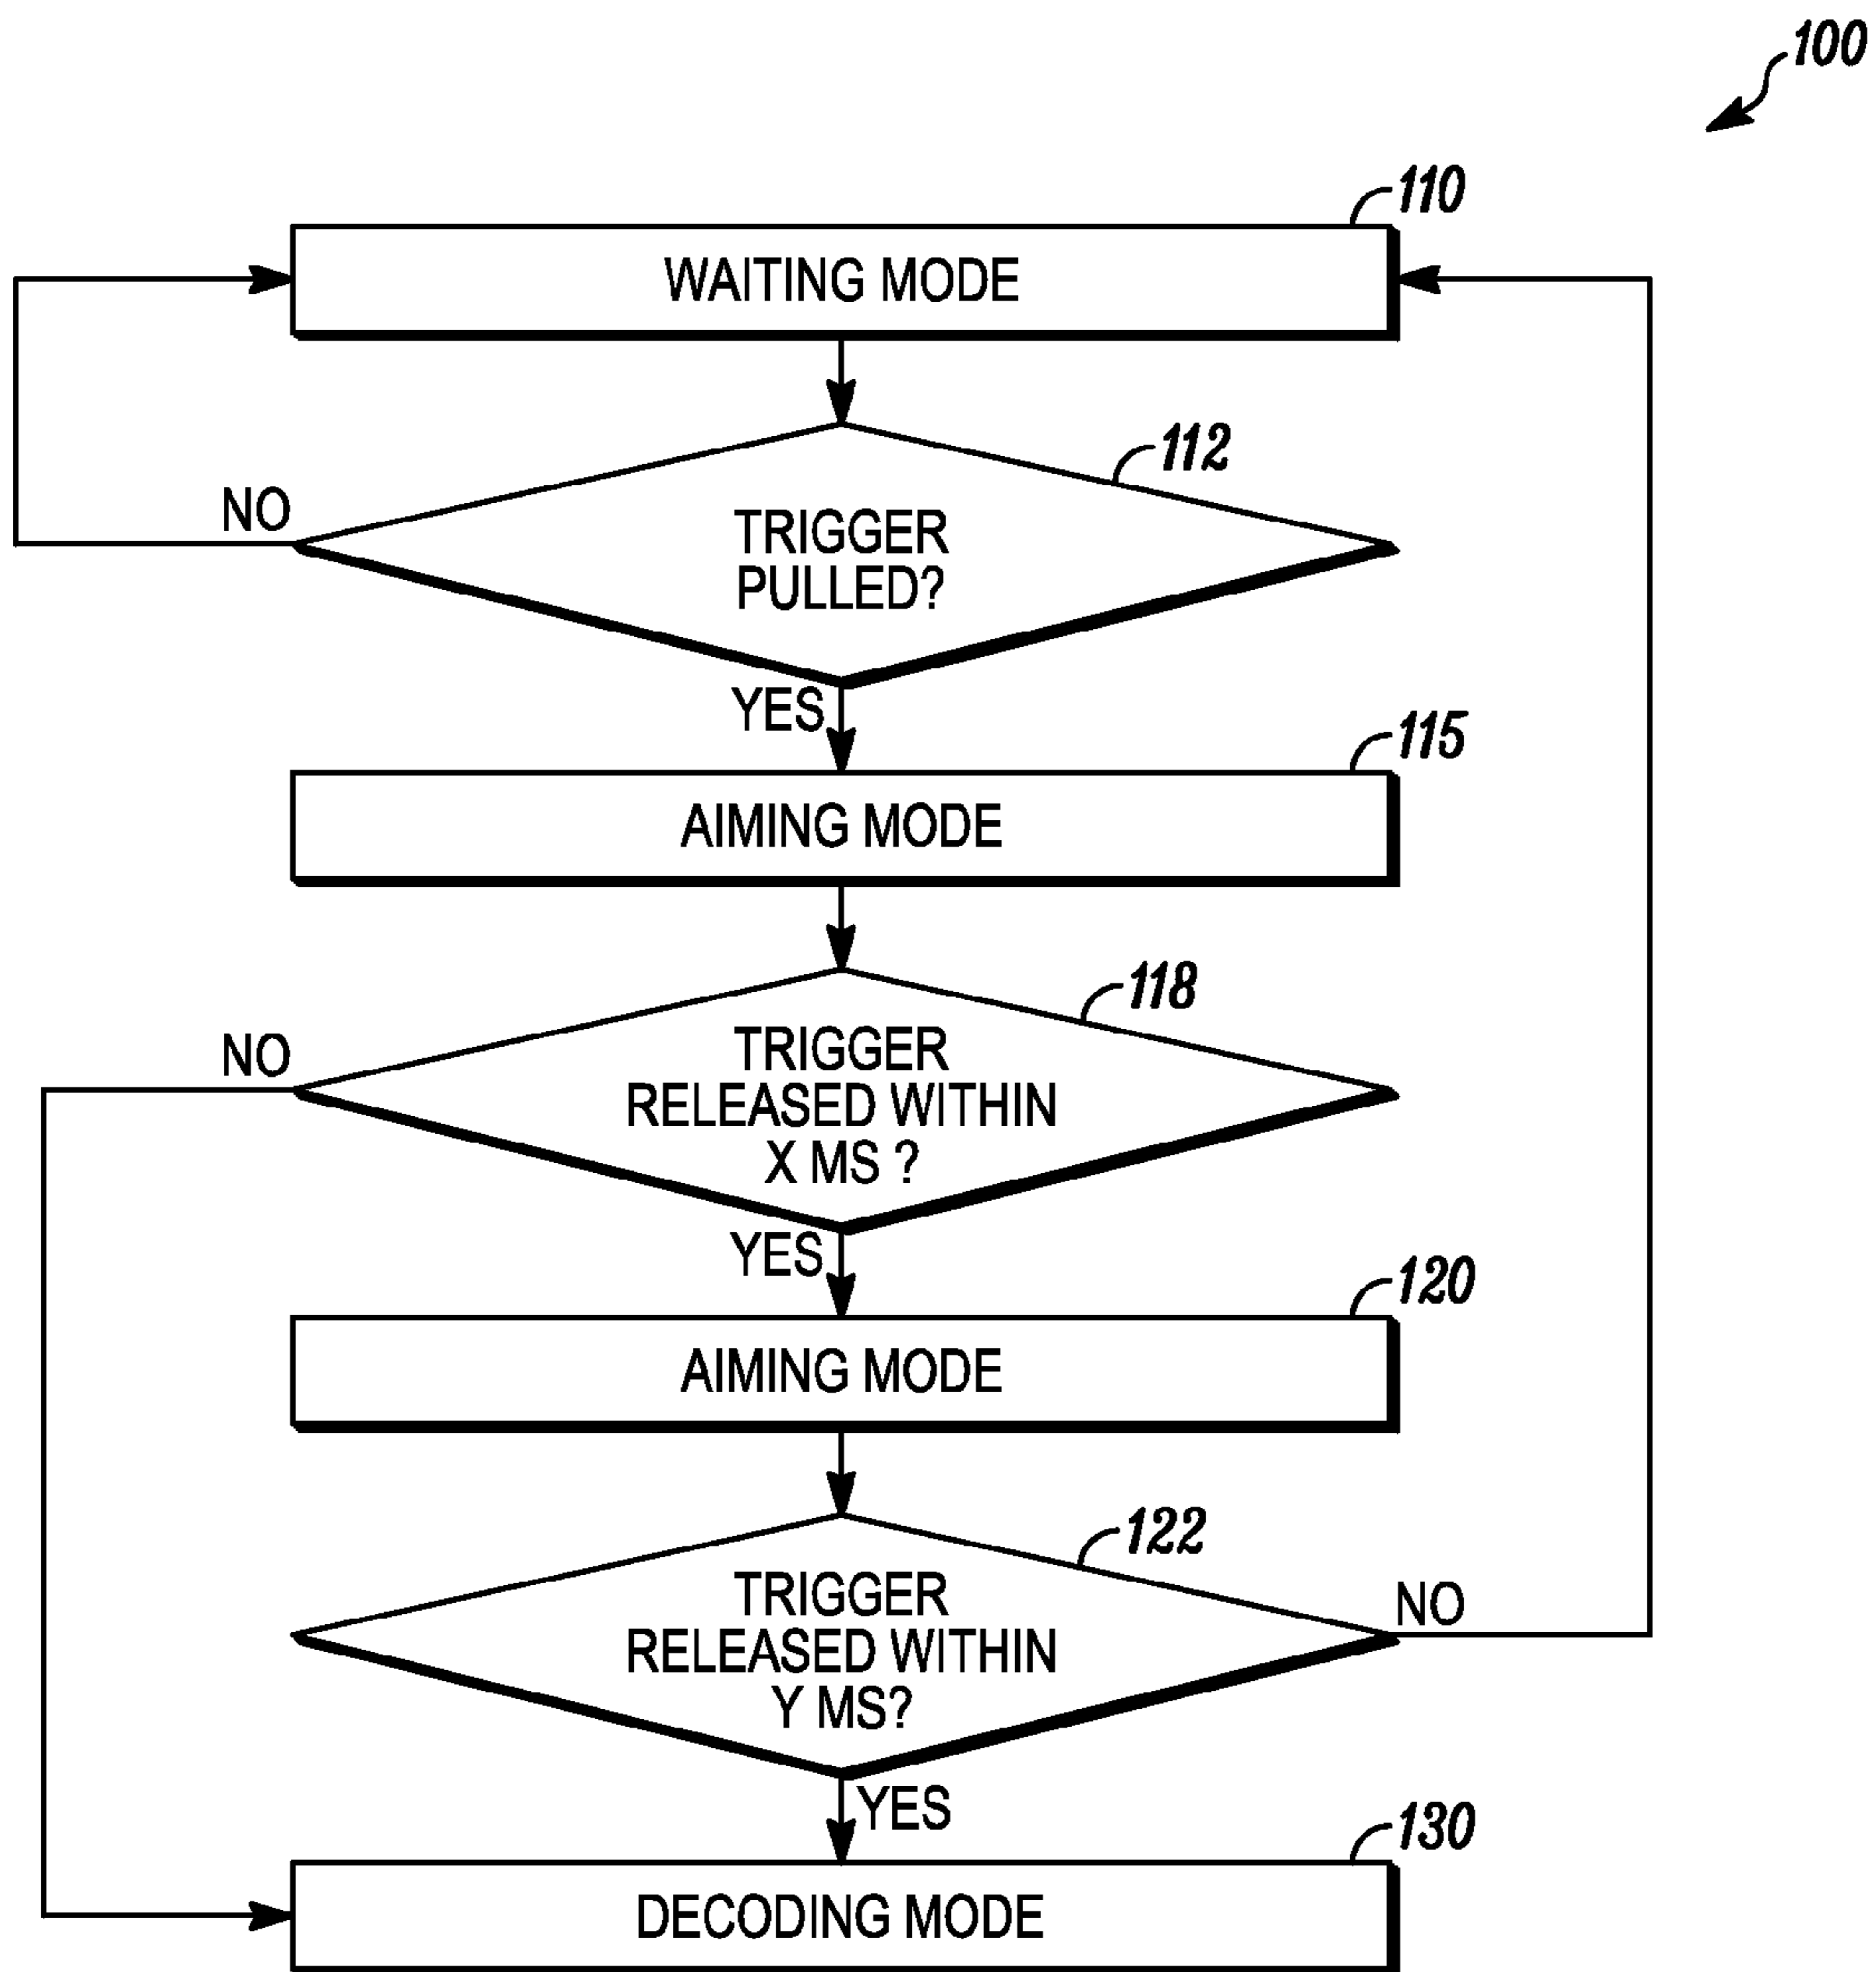 100
110
WAITING MODE
112
NO
TRIGGER
PULLED?
YES
115
AIMING MODE
118
NO
TRIGGER
RELEASED WITHIN
X MS ?
YES
120
AIMING MODE
122
TRIGGER
RELEASED WITHIN
Y MS?
NO
YES
130
DECODING MODE